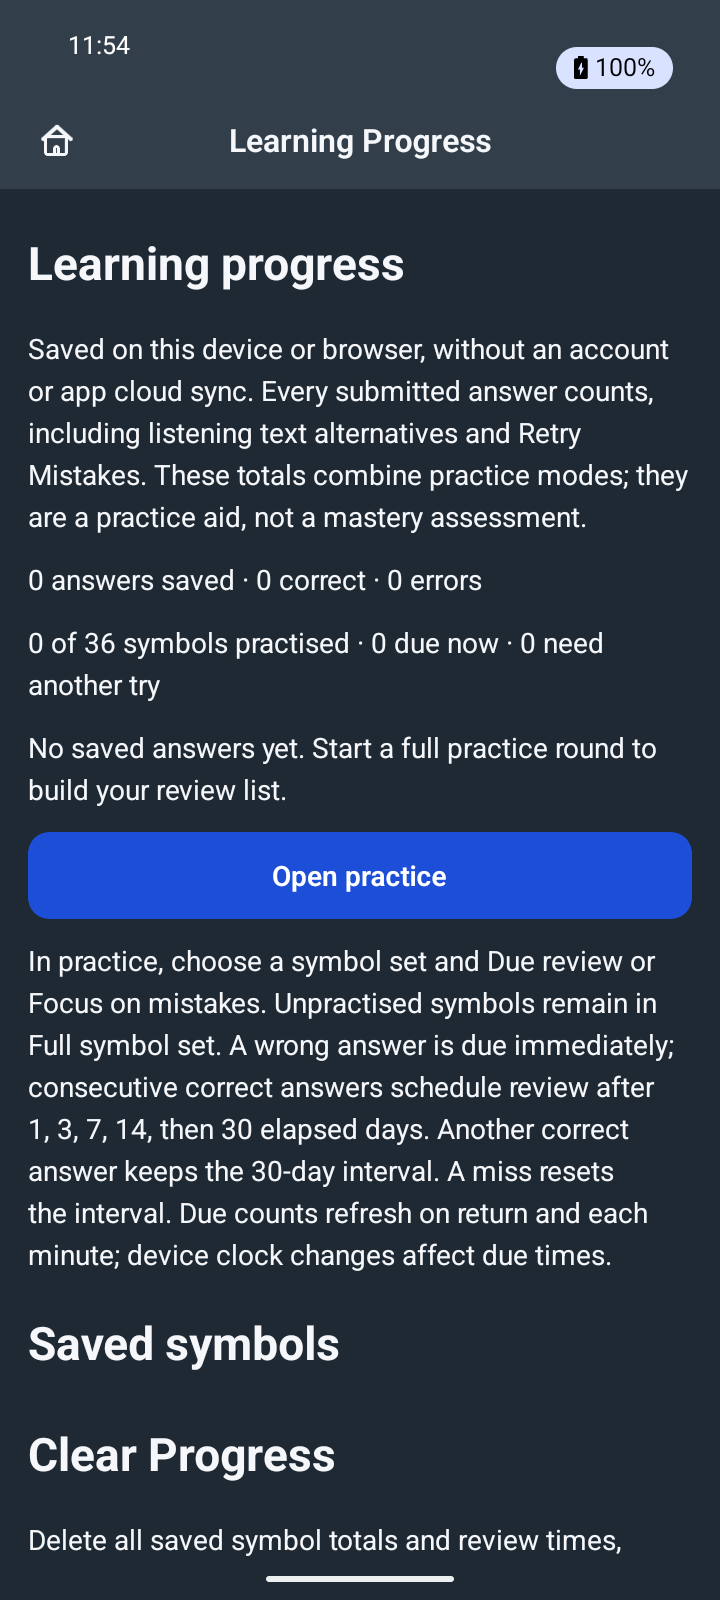 11:54
100%
Learning Progress
Learning progress
Saved on this device or browser, without an account
or app cloud sync. Every submitted answer counts,
including listening text alternatives and Retry
Mistakes. These totals combine practice modes; they
are a practice aid, not a mastery assessment.
0 answers saved · 0 correct · 0 errors
0 of 36 symbols practised · 0 due now · 0 need
another try
No saved answers yet. Start a full practice round to
build your review list.
Open practice
In practice, choose a symbol set and Due review or
Focus on mistakes. Unpractised symbols remain in
Full symbol set. A wrong answer is due immediately;
consecutive correct answers schedule review after
1, 3, 7, 14, then 30 elapsed days. Another correct
answer keeps the 30-day interval. A miss resets
the interval. Due counts refresh on return and each
minute; device clock changes affect due times.
Saved symbols
Clear Progress
Delete all saved symbol totals and review times,